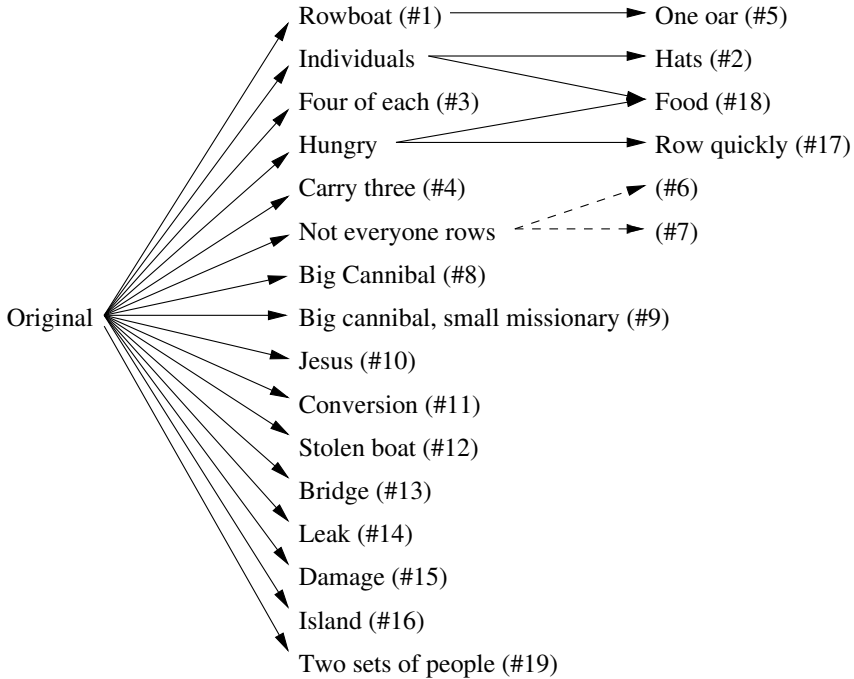 Rowboat (#1) One oar (#5)
Individuals Hats (#2)
Four of each (#3) Food (#18)
Hungry Row quickly (#17)
Carry three (#4) (#6)
Not everyone rows (#7)
Big Cannibal (#8)
Original Big cannibal, small missionary (#9)
Jesus (#10)
Conversion (#11)
Stolen boat (#12)
Bridge (#13)
Leak (#14)
Damage (#15)
Island (#16)
Two sets of people (#19)